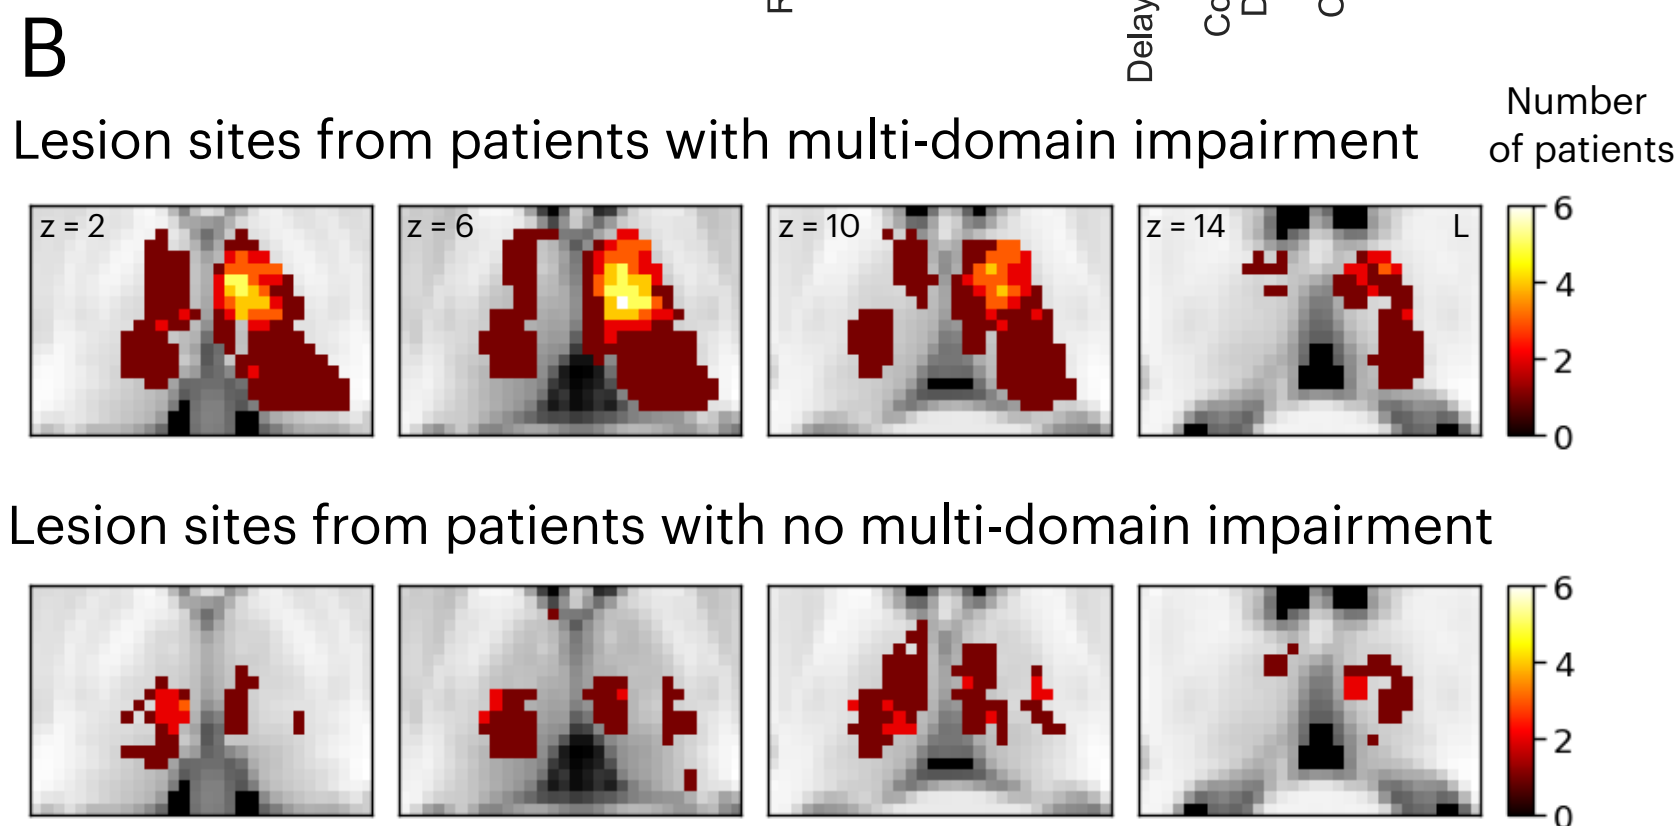 Delay
Co
B
Number
of patients
Lesion sites from patients with multi-domain impairment
z = 2
z = 6
z = 10
z = 14
L
6
4
2
0
Lesion sites from patients with no multi-domain impairment
6
4
2
0